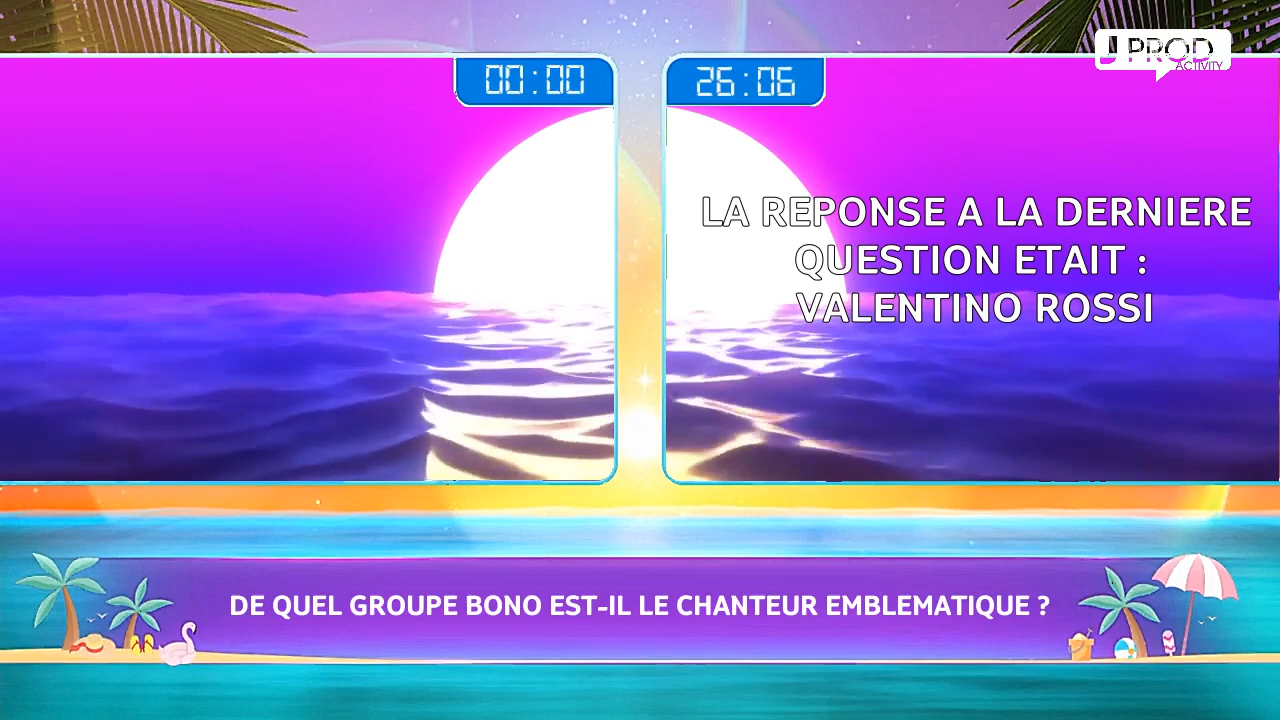 00:00
26:06
J PROD
ACTIVITY
LA REPONSE A LA DERNIERE
QUESTION ETAIT :
VALENTINO ROSSI
DE QUEL GROUPE BONO EST-IL LE CHANTEUR EMBLEMATIQUE ?